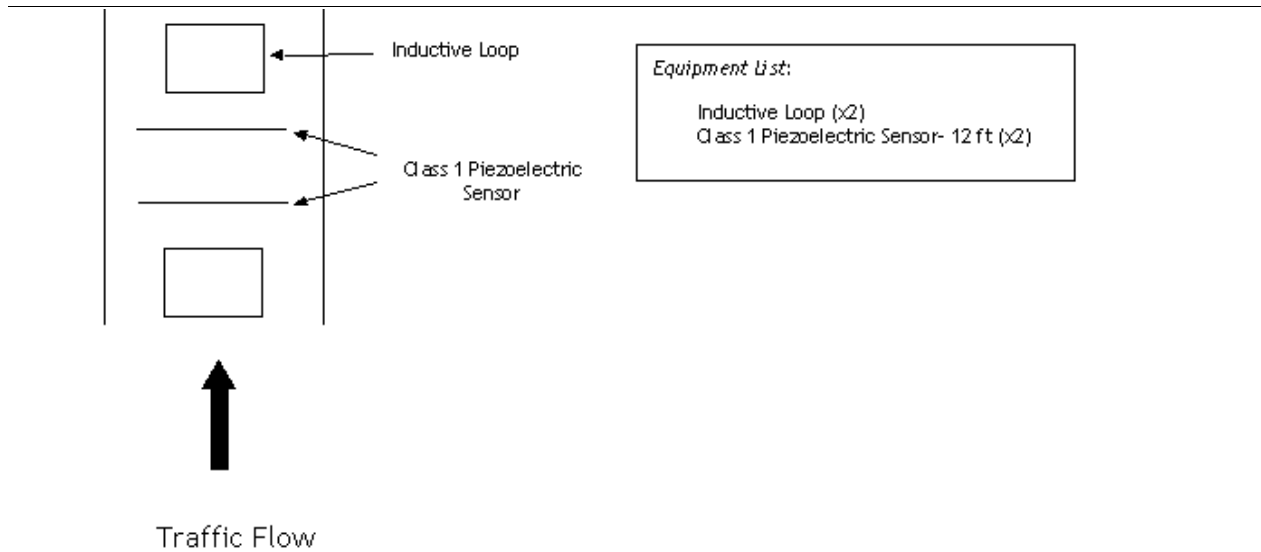 Inductive Loop
Equipment List:
Inductive Loop (x2)
Class 1 Piezoelectric Sensor- 12 ft (x2)
Class 1 Piezoelectric
Sensor
Traffic Flow